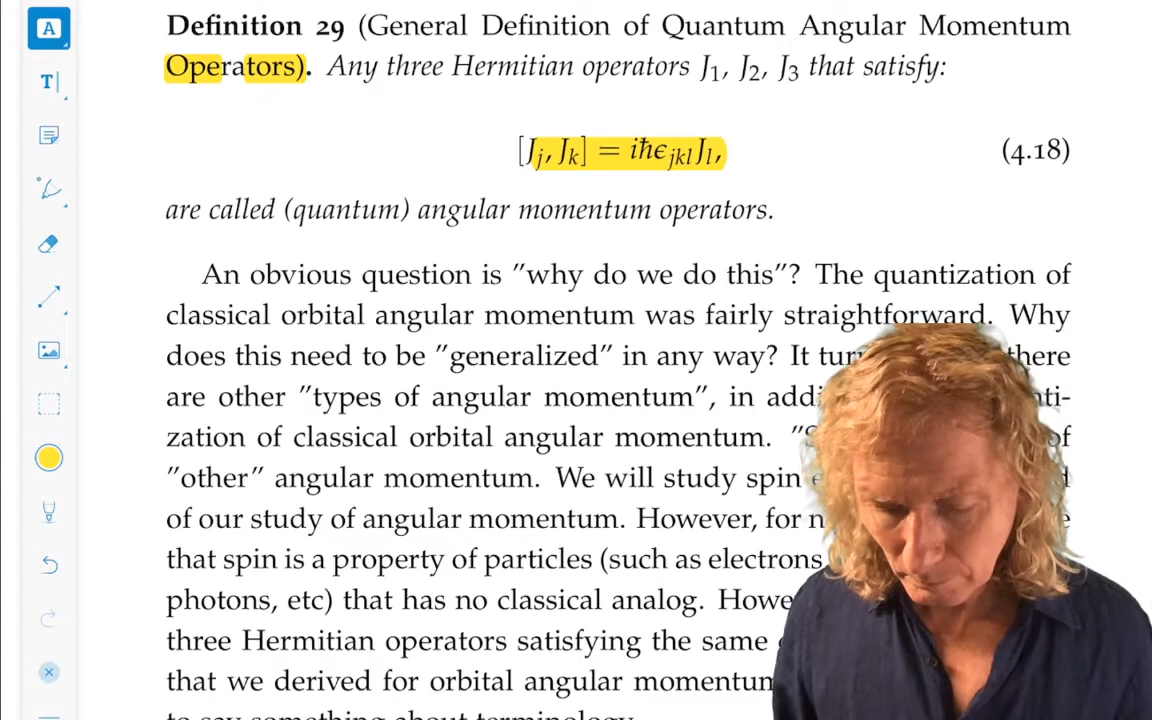 A
Definition 29 (General Definition of Quantum Angular Momentum
T
Operators). Any three Hermitian operators J₁, J₂, J₃ that satisfy:
[Jⱼ, Jₖ] = iħϵⱼₖₗJₗ, (4.18)
are called (quantum) angular momentum operators.
An obvious question is ”why do we do this”? The quantization of
classical orbital angular momentum was fairly straightforward. Why
does this need to be ”generalized” in any way? It there
are other ”types of angular momentum”, in
zation of classical orbital angular momentum. of
”other” angular momentum. We will study spin
of our study of angular momentum. However, for
that spin is a property of particles (such as electrons
photons, etc) that has no classical analog.
three Hermitian operators satisfying the same
that we derived for orbital angular momentum
to say something about terminology.